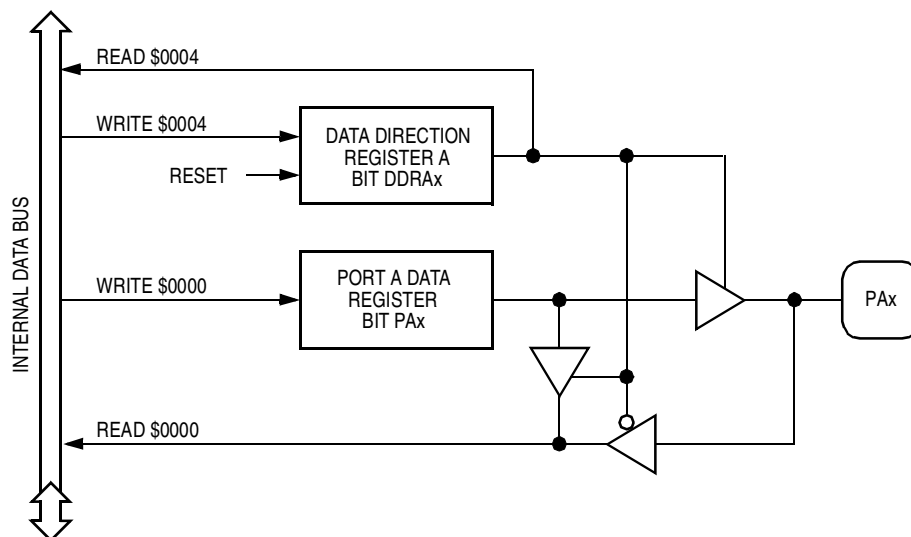 READ $0004
WRITE $0004
RESET
DATA DIRECTION
REGISTER A
BIT DDRAx
INTERNAL DATA BUS
WRITE $0000
PORT A DATA
REGISTER
BIT PAx
PAx
READ $0000